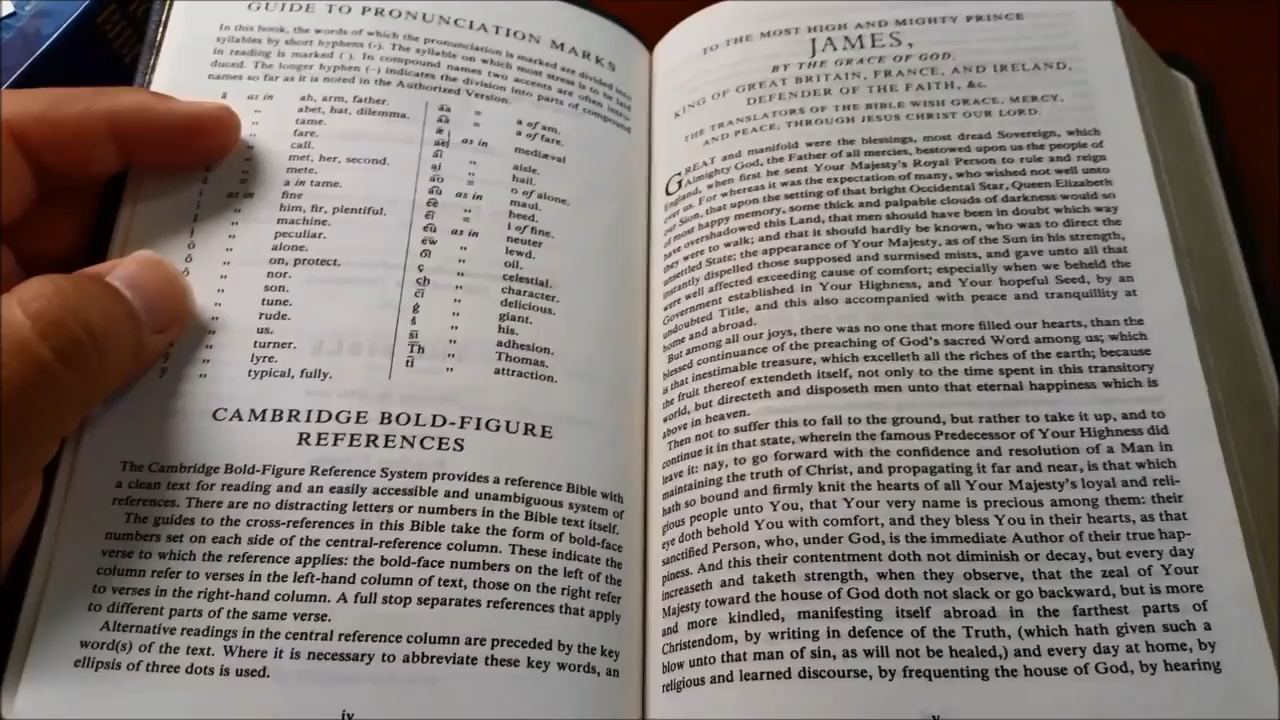 GUIDE TO PRONUNCIATION MARKS
In this book, the words of which the pronunciation is marked are divided into
syllables by short hyphens (-). The syllable on which most stress is to be laid
in reading is marked (′). In compound names two accents are often intro-
duced. The longer hyphen (–) indicates the division into parts of compound
names so far as it is noted in the Authorized Version.
ā as in ah, arm, father.
„ abet, hat, dilemma.
„ tame.
fare.
„ call.
„ met, her, second.
„ mete.
= a in tame.
as in fine
„ him, fir, plentiful.
„ machine.
„ peculiar.
ō „ alone.
ŏ „ on, protect.
„ nor.
„ son.
„ tune.
„ rude.
„ us.
„ turner.
„ lyre.
„ typical, fully.
= a of am.
= a of fare.
as in mediæval
„ aisle.
ai „ hail.
= o of alone.
as in maul.
„ heed.
= i of fine.
as in neuter
ew „ lewd.
„ oil.
ç „ celestial.
ch „ character.
„ delicious.
„ giant.
„ his.
„ adhesion.
Th „ Thomas.
„ attraction.
CAMBRIDGE BOLD-FIGURE
REFERENCES
The Cambridge Bold-Figure Reference System provides a reference Bible with
a clean text for reading and an easily accessible and unambiguous system of
references. There are no distracting letters or numbers in the Bible text itself.
The guides to the cross-references in this Bible take the form of bold-face
numbers set on each side of the central-reference column. These indicate the
verse to which the reference applies: the bold-face numbers on the left of the
column refer to verses in the left-hand column of text, those on the right refer
to verses in the right-hand column. A full stop separates references that apply
to different parts of the same verse.
Alternative readings in the central reference column are preceded by the key
word(s) of the text. Where it is necessary to abbreviate these key words, an
ellipsis of three dots is used.
iv
TO THE MOST HIGH AND MIGHTY PRINCE
JAMES,
BY THE GRACE OF GOD,
KING OF GREAT BRITAIN, FRANCE, AND IRELAND,
DEFENDER OF THE FAITH, &c.
THE TRANSLATORS OF THE BIBLE WISH GRACE, MERCY,
AND PEACE, THROUGH JESUS CHRIST OUR LORD.
GREAT and manifold were the blessings, most dread Sovereign, which
Almighty God, the Father of all mercies, bestowed upon us the people of
England, when first he sent Your Majesty's Royal Person to rule and reign
over us. For whereas it was the expectation of many, who wished not well unto
our Sion, that upon the setting of that bright Occidental Star, Queen Elizabeth
of most happy memory, some thick and palpable clouds of darkness would so
have overshadowed this Land, that men should have been in doubt which way
they were to walk; and that it should hardly be known, who was to direct the
unsettled State; the appearance of Your Majesty, as of the Sun in his strength,
instantly dispelled those supposed and surmised mists, and gave unto all that
were well affected exceeding cause of comfort; especially when we beheld the
Government established in Your Highness, and Your hopeful Seed, by an
undoubted Title, and this also accompanied with peace and tranquillity at
home and abroad.
But among all our joys, there was no one that more filled our hearts, than the
blessed continuance of the preaching of God's sacred Word among us; which
is that inestimable treasure, which excelleth all the riches of the earth; because
the fruit thereof extendeth itself, not only to the time spent in this transitory
world, but directeth and disposeth men unto that eternal happiness which is
above in heaven.
Then not to suffer this to fall to the ground, but rather to take it up, and to
continue it in that state, wherein the famous Predecessor of Your Highness did
leave it: nay, to go forward with the confidence and resolution of a Man in
maintaining the truth of Christ, and propagating it far and near, is that which
hath so bound and firmly knit the hearts of all Your Majesty's loyal and reli-
gious people unto You, that Your very name is precious among them: their
eye doth behold You with comfort, and they bless You in their hearts, as that
sanctified Person, who, under God, is the immediate Author of their true hap-
piness. And this their contentment doth not diminish or decay, but every day
increaseth and taketh strength, when they observe, that the zeal of Your
Majesty toward the house of God doth not slack or go backward, but is more
and more kindled, manifesting itself abroad in the farthest parts of
Christendom, by writing in defence of the Truth, (which hath given such a
blow unto that man of sin, as will not be healed,) and every day at home, by
religious and learned discourse, by frequenting the house of God, by hearing